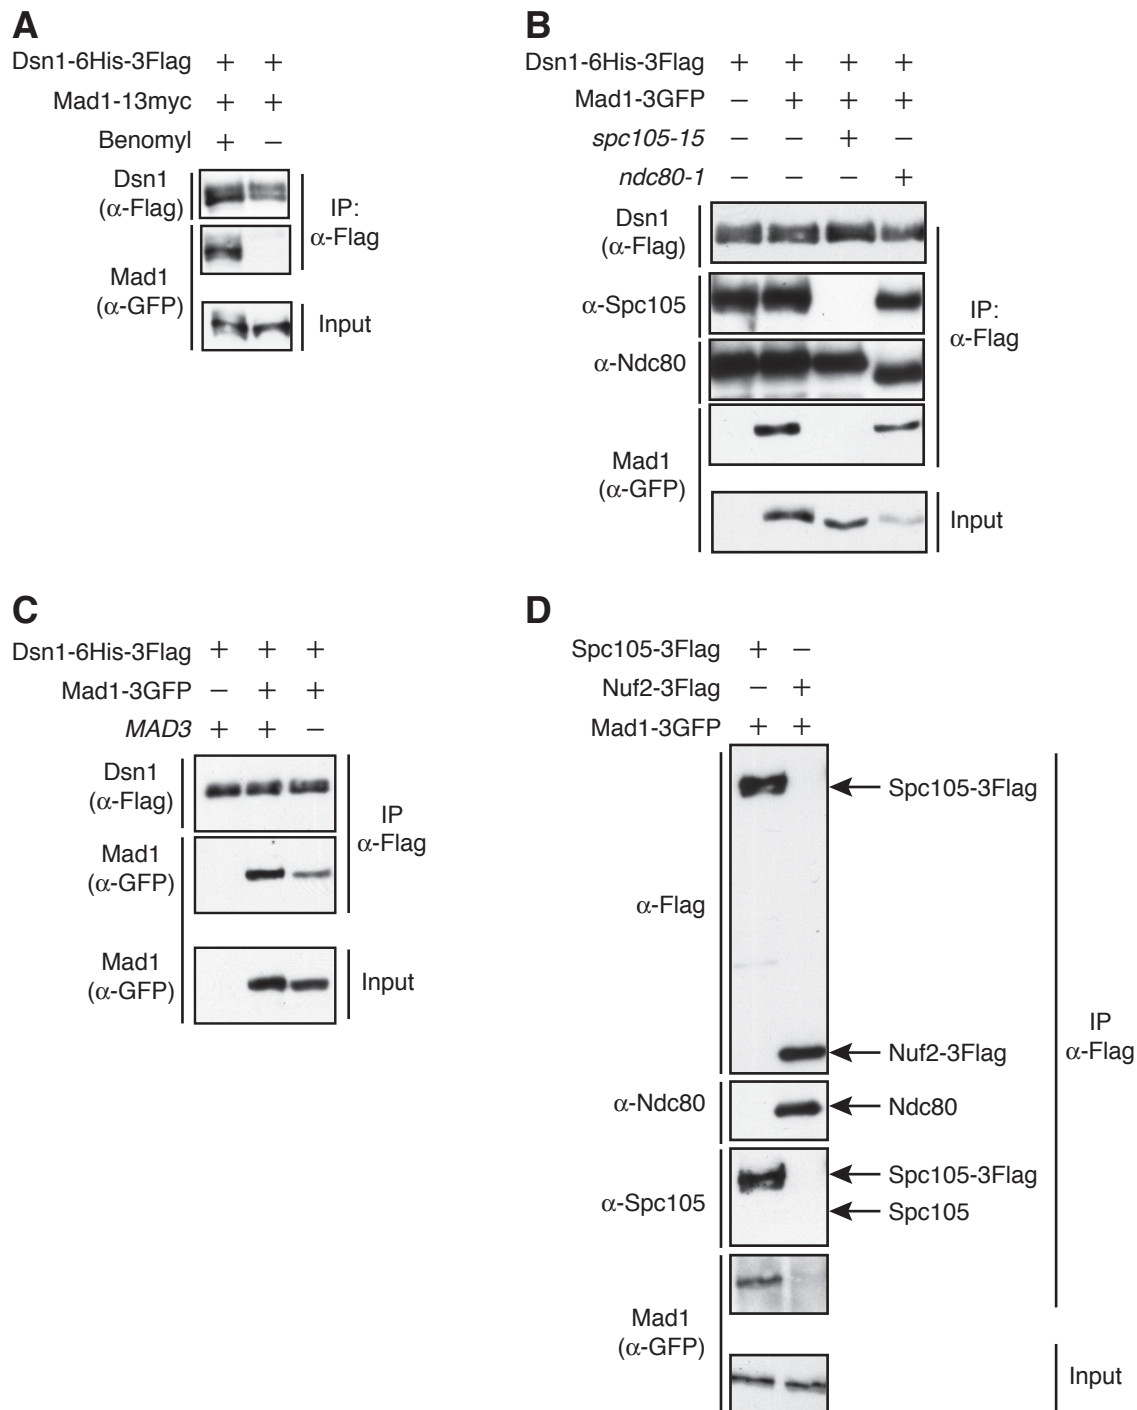 A
Dsn1-6His-3Flag + +
Mad1-13myc + +
Benomyl + −
Dsn1
(α-Flag)
IP:
α-Flag
Mad1
(α-GFP)
Input
B
Dsn1-6His-3Flag + + + +
Mad1-3GFP − + + +
spc105-15 − − + −
ndc80-1 − − − +
Dsn1
(α-Flag)
α-Spc105
IP:
α-Flag
α-Ndc80
Mad1
(α-GFP)
Input
C
Dsn1-6His-3Flag + + +
Mad1-3GFP − + +
MAD3 + + −
Dsn1
(α-Flag)
IP
α-Flag
Mad1
(α-GFP)
Mad1
(α-GFP)
Input
D
Spc105-3Flag + −
Nuf2-3Flag − +
Mad1-3GFP + +
Spc105-3Flag
α-Flag
Nuf2-3Flag
IP
α-Flag
α-Ndc80
Ndc80
Spc105-3Flag
α-Spc105
Spc105
Mad1
(α-GFP)
Input